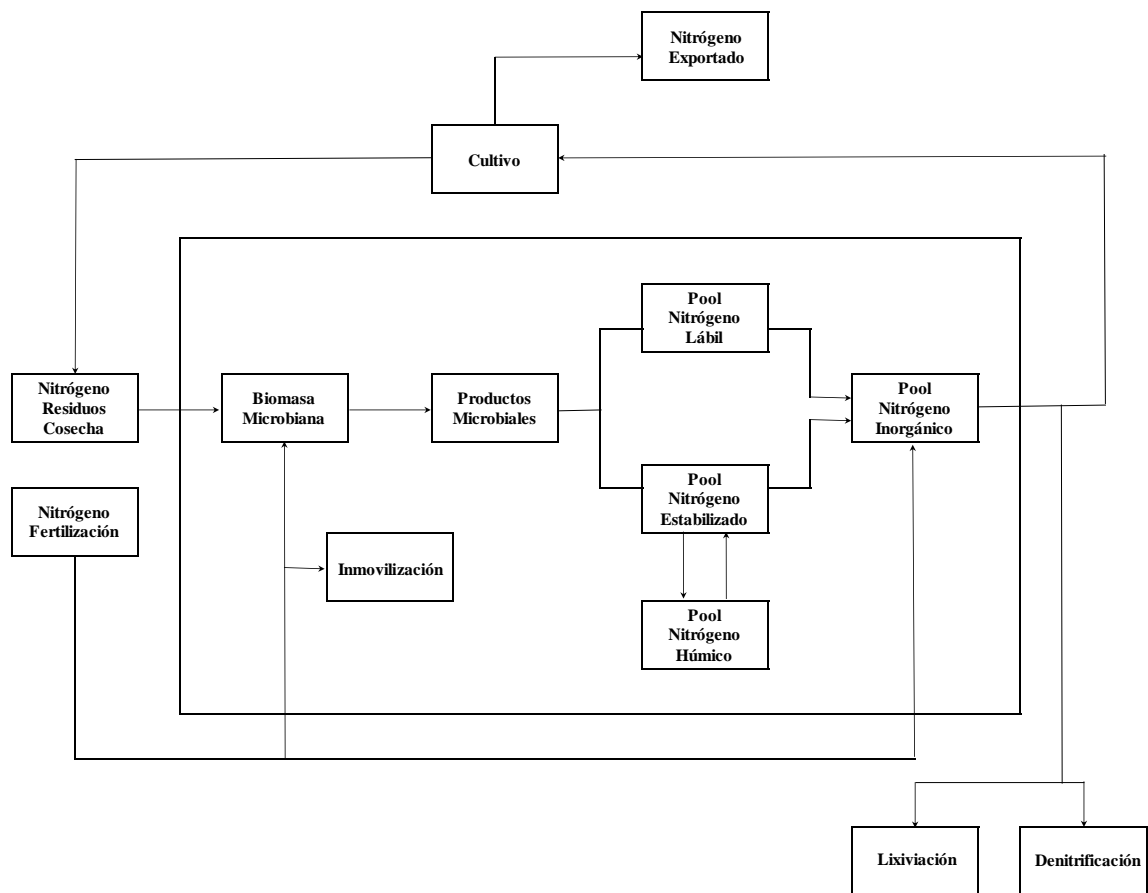 Nitrógeno
Exportado
Cultivo
Pool
Nitrógeno
Lábil
Nitrógeno
Residuos
Cosecha
Biomasa
Microbiana
Productos
Microbiales
Pool
Nitrógeno
Inorgánico
Pool
Nitrógeno
Estabilizado
Nitrógeno
Fertilización
Inmovilización
Pool
Nitrógeno
Húmico
Lixiviación
Denitrificación